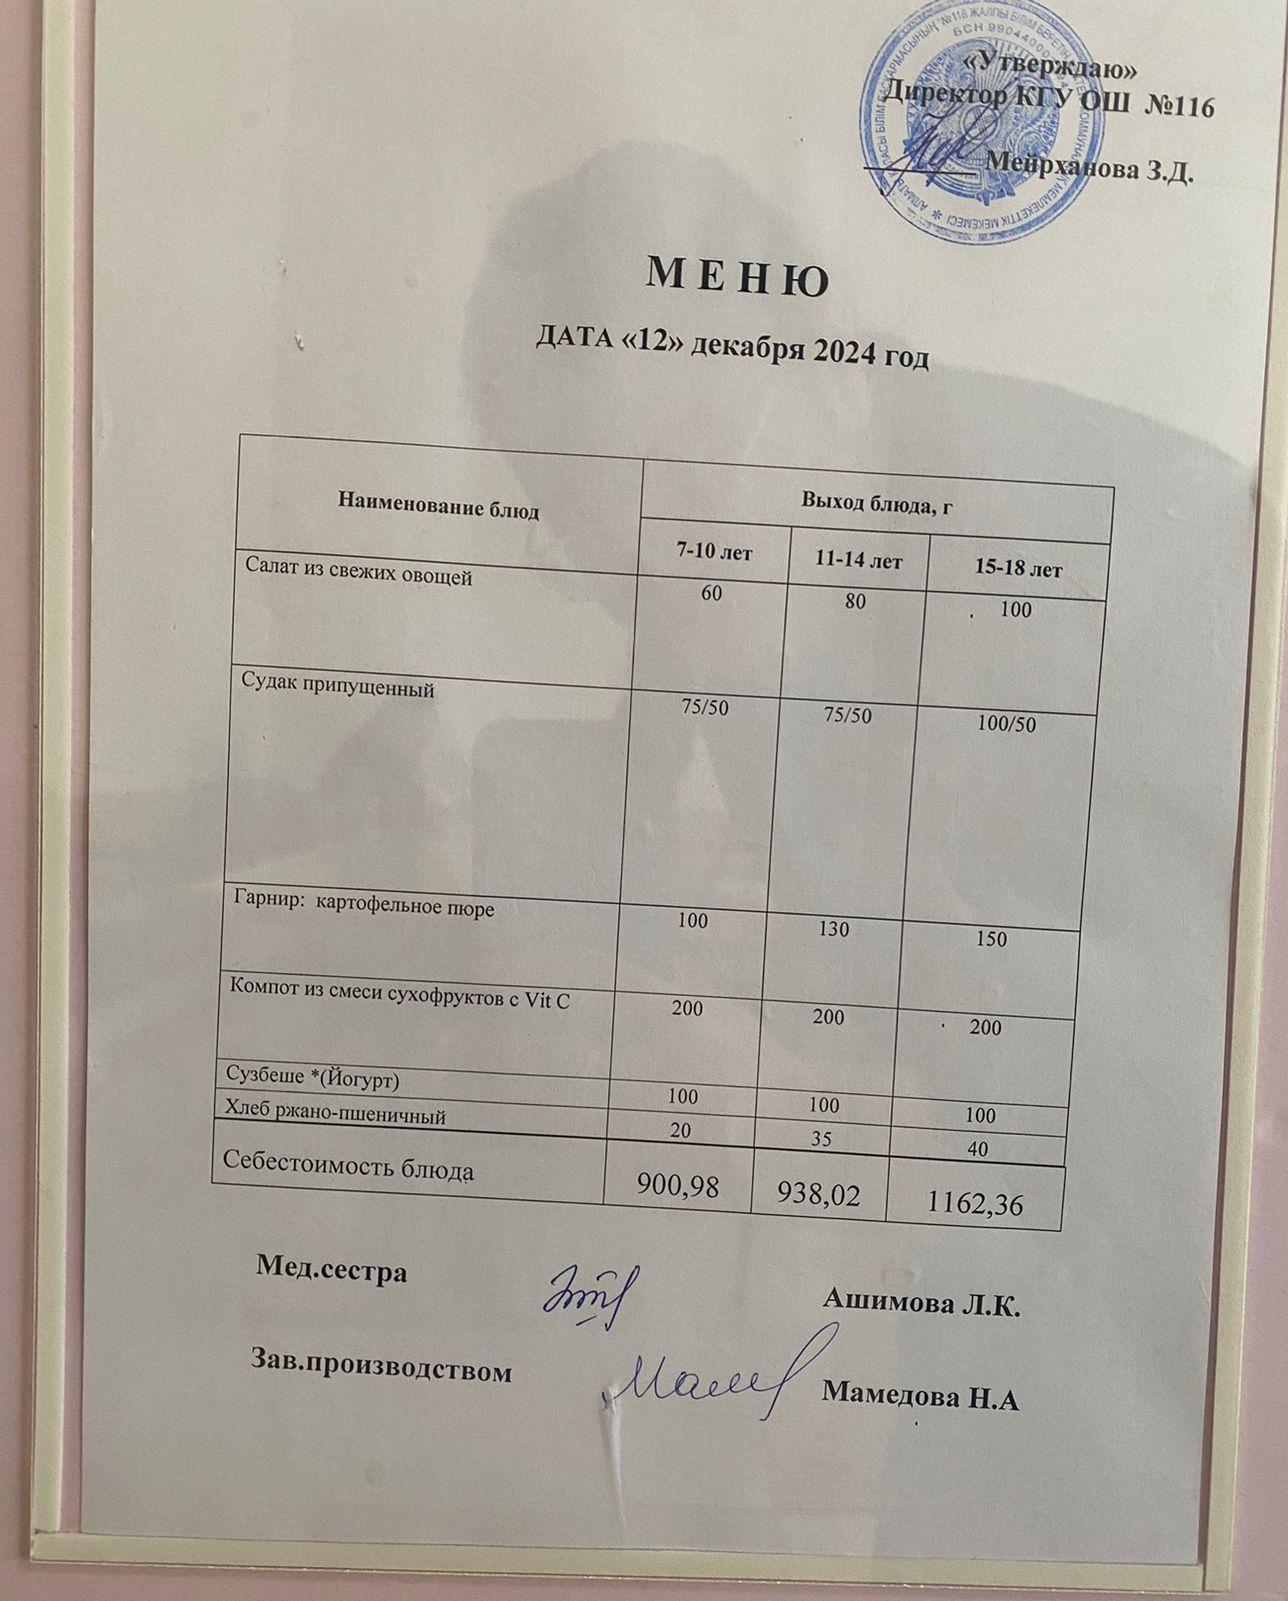 «Утверждаю»
Директор КГУ ОШ №116
Мейрханова З.Д.
М Е Н Ю
ДАТА «12» декабря 2024 год
Наименование блюд
Выход блюда, г
7-10 лет 11-14 лет 15-18 лет
Салат из свежих овощей 60 80 100
Судак припущенный 75/50 75/50 100/50
Гарнир: картофельное пюре 100 130 150
Компот из смеси сухофруктов с Vit C 200 200 200
Сузбеше *(Йогурт) 100 100 100
Хлеб ржано-пшеничный 20 35 40
Себестоимость блюда 900,98 938,02 1162,36
Мед.сестра Ашимова Л.К.
Зав.производством Мамедова Н.А